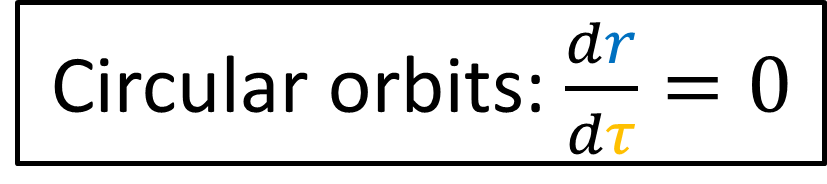 Circular orbits: dr/dτ = 0